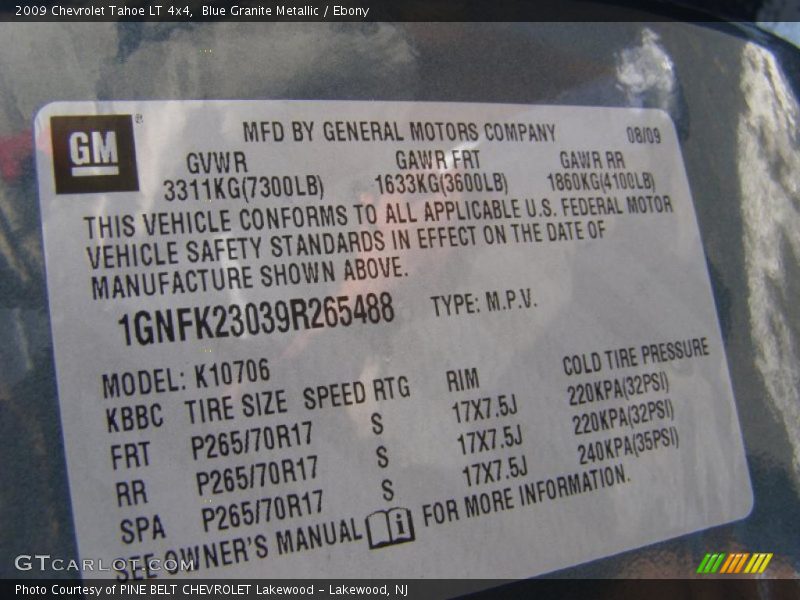 2009 Chevrolet Tahoe LT 4x4, Blue Granite Metallic / Ebony
GM
MFD BY GENERAL MOTORS COMPANY 08/09
GVWR GAWR FRT GAWR RR
3311KG(7300LB) 1633KG(3600LB) 1860KG(4100LB)
THIS VEHICLE CONFORMS TO ALL APPLICABLE U.S. FEDERAL MOTOR
VEHICLE SAFETY STANDARDS IN EFFECT ON THE DATE OF
MANUFACTURE SHOWN ABOVE.
1GNFK23039R265488 TYPE: M.P.V.
MODEL: K10706
KBBC TIRE SIZE SPEED RTG RIM COLD TIRE PRESSURE
FRT P265/70R17 S 17X7.5J 220KPA(32PSI)
RR P265/70R17 S 17X7.5J 220KPA(32PSI)
SPA P265/70R17 S 17X7.5J 240KPA(35PSI)
SEE OWNER'S MANUAL FOR MORE INFORMATION.
GTcarlot.com
Photo Courtesy of PINE BELT CHEVROLET Lakewood - Lakewood, NJ